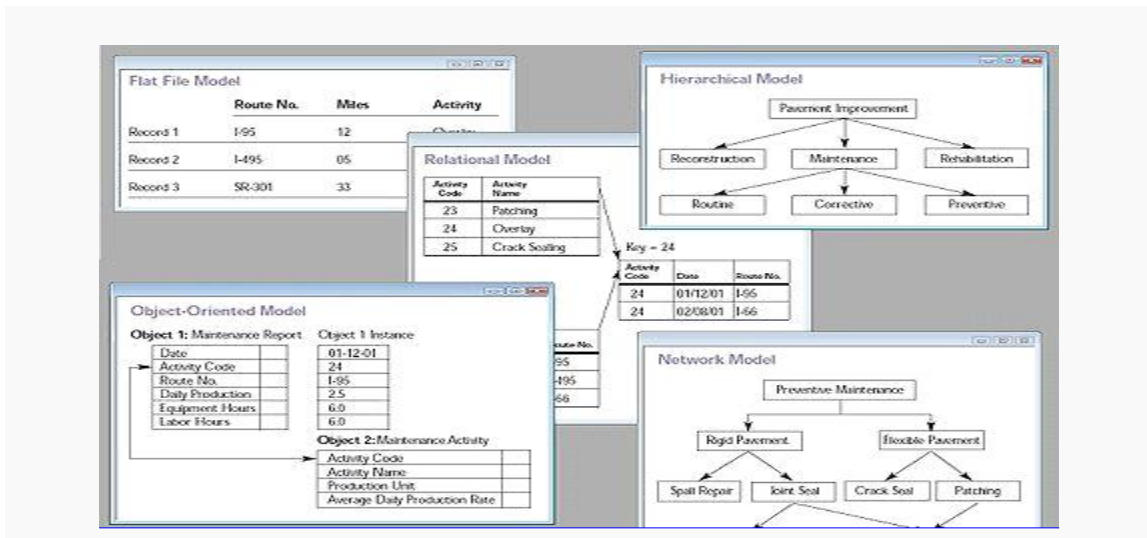 Flat File Model
Route No. Miles Activity
Record 1 I-95 12 Overlay
Record 2 I-495 05
Record 3 SR-301 33
Relational Model
Activity Code Activity Name
23 Patching
24 Overlay
25 Crack Sealing
Key = 24
Activity Code Date Route No.
24 01/12/01 I-95
24 02/08/01 I-66
Route No.
95
-495
66
Hierarchical Model
Pavement Improvement
Reconstruction Maintenance Rehabilitation
Routine Corrective Preventive
Object-Oriented Model
Object 1: Maintenance Report Object 1 Instance
Date 01-12-01
Activity Code 24
Route No. I-95
Daily Production 2.5
Equipment Hours 6.0
Labor Hours 6.0
Object 2: Maintenance Activity
Activity Code
Activity Name
Production Unit
Average Daily Production Rate
Network Model
Preventive Maintenance
Rigid Pavement Flexible Pavement
Spall Repair Joint Seal Crack Seal Patching